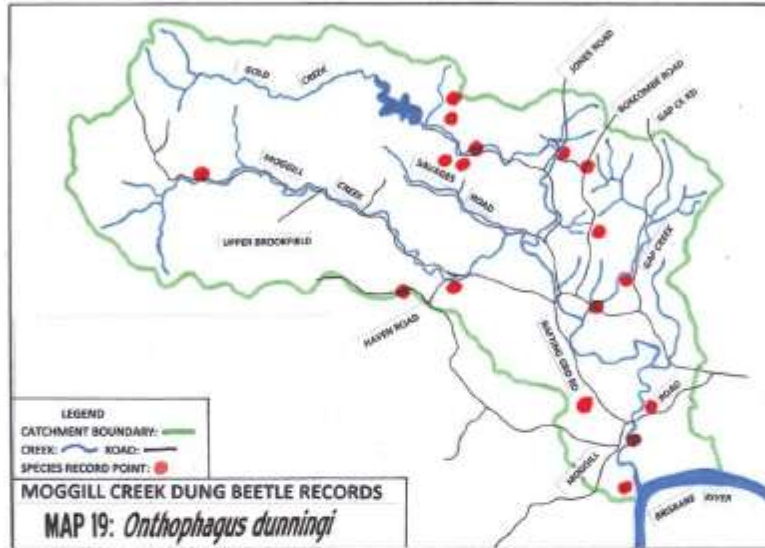 GOLD CREEK
JONES ROAD
BOSCOMBE ROAD
GAP CK RD
SAVAGES ROAD
MOGGILL CREEK
UPPER BROOKFIELD
GAP CREEK
HAVEN ROAD
RAFTING GRD RD
MOGGILL ROAD
BRISBANE RIVER
LEGEND
CATCHMENT BOUNDARY:
CREEK: ROAD:
SPECIES RECORD POINT:
MOGGILL CREEK DUNG BEETLE RECORDS
MAP 19: Onthophagus dunningi